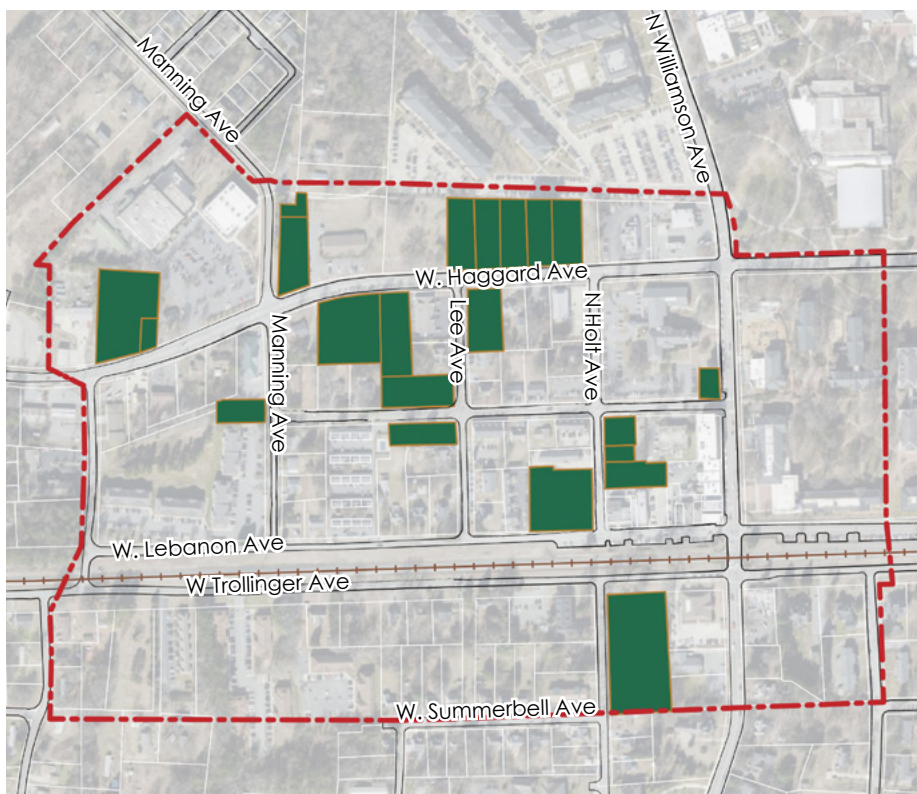 Manning Ave
N Williamson Ave
W. Haggard Ave
Lee Ave
N Holt Ave
Manning Ave
W. Lebanon Ave
W Trollinger Ave
W. Summerbell Ave